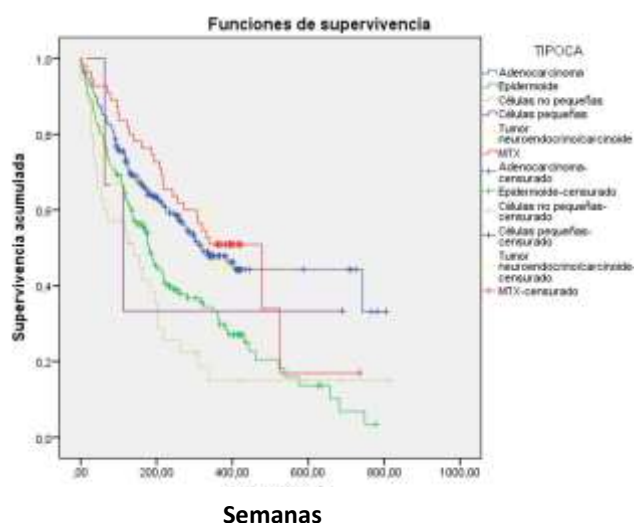 Funciones de supervivencia
TIPOCA
Adenocarcinoma
Epidermoide
Células no pequeñas
Células pequeñas
Tumor
neuroendocrino/carcinoide
MTX
Adenocarcinoma-
censurado
Epidermoide-censurado
Células no pequeñas-
censurado
Células pequeñas-
censurado
Tumor
neuroendocrino/carcinoide-
censurado
MTX-censurado
Supervivencia acumulada
1,0
0,8
0,6
0,4
0,2
0,0
,00 200,00 400,00 600,00 800,00 1000,00
Semanas